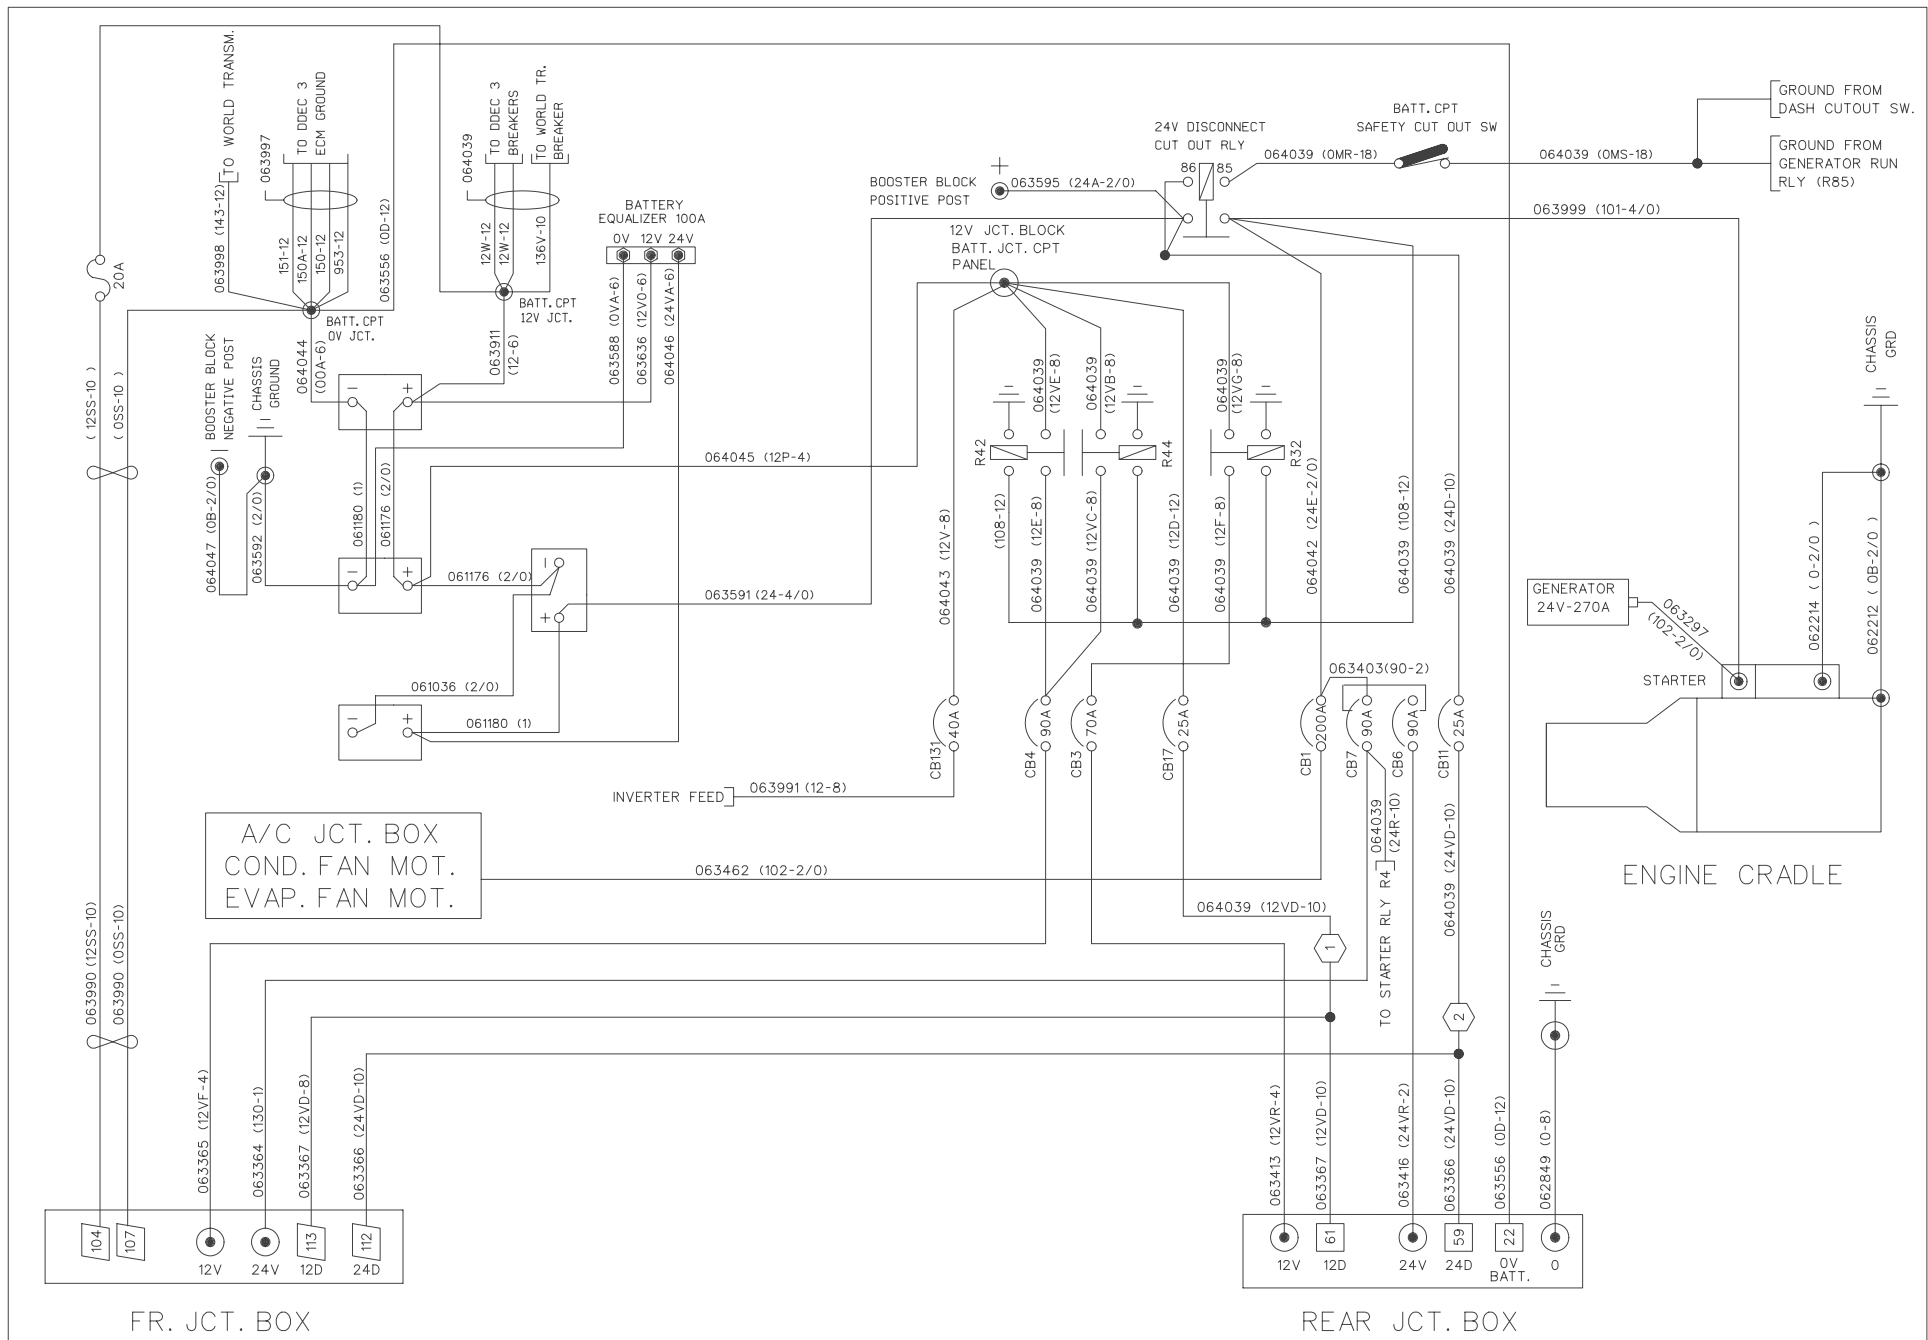 TO WORLD TRANSM.
063998 (143-12)
063997
TO DDEC 3
ECM GROUND
151-12
150A-12
150-12
953-12
063556 (0D-12)
064039
TO DDEC 3
BREAKERS
TO WORLD TR.
BREAKER
12W-12
12W-12
136V-10
20A
BATT. CPT
0V JCT.
BATT. CPT
12V JCT.
BATTERY
EQUALIZER 100A
0V 12V 24V
063588 (0VA-6)
063636 (12V0-6)
064046 (24VA-6)
064044
(00A-6)
063911
(12-6)
BOOSTER BLOCK
NEGATIVE POST
CHASSIS
GROUND
( 12SS-10 )
( 0SS-10 )
064047 (0B-2/0)
063592 (2/0)
061180 (1)
061176 (2/0)
- +
- +
061176 (2/0)
-
+
061036 (2/0)
061180 (1)
- +
064045 (12P-4)
063591 (24-4/0)
BOOSTER BLOCK
POSITIVE POST
+
063595 (24A-2/0)
12V JCT. BLOCK
BATT. JCT. CPT
PANEL
24V DISCONNECT
CUT OUT RLY
86 85
064039 (0MR-18)
BATT. CPT
SAFETY CUT OUT SW
064039 (0MS-18)
GROUND FROM
DASH CUTOUT SW.
GROUND FROM
GENERATOR RUN
RLY (R85)
063999 (101-4/0)
064039
(12VE-8)
064039
(12VB-8)
064039
(12VG-8)
R42
R44
R32
064043 (12V-8)
(108-12)
064039 (12E-8)
064039 (12VC-8)
064039 (12D-12)
064039 (12F-8)
064042 (24E-2/0)
064039 (108-12)
064039 (24D-10)
063403(90-2)
CB131
40A
CB4
90A
CB3
70A
CB17
25A
CB1
200A
CB7
90A
CB6
90A
CB11
25A
INVERTER FEED
063991 (12-8)
A/C JCT. BOX
COND. FAN MOT.
EVAP. FAN MOT.
063462 (102-2/0)
064039 (12VD-10)
064039
(24R-10)
TO STARTER RLY R4
064039 (24VD-10)
1
2
CHASSIS
GRD
GENERATOR
24V-270A
063297
(102-2/0)
062214 ( 0-2/0 )
062212 ( 0B-2/0 )
STARTER
ENGINE CRADLE
CHASSIS
GRD
063990 (12SS-10)
063990 (0SS-10)
063365 (12VF-4)
063364 (130-1)
063367 (12VD-8)
063366 (24VD-10)
063413 (12VR-4)
063367 (12VD-10)
063416 (24VR-2)
063366 (24VD-10)
063556 (0D-12)
062849 (0-8)
104
107
113
112
12V 24V 12D 24D
61
59
22
12V 12D 24V 24D 0V
BATT.
0
FR. JCT. BOX
REAR JCT. BOX